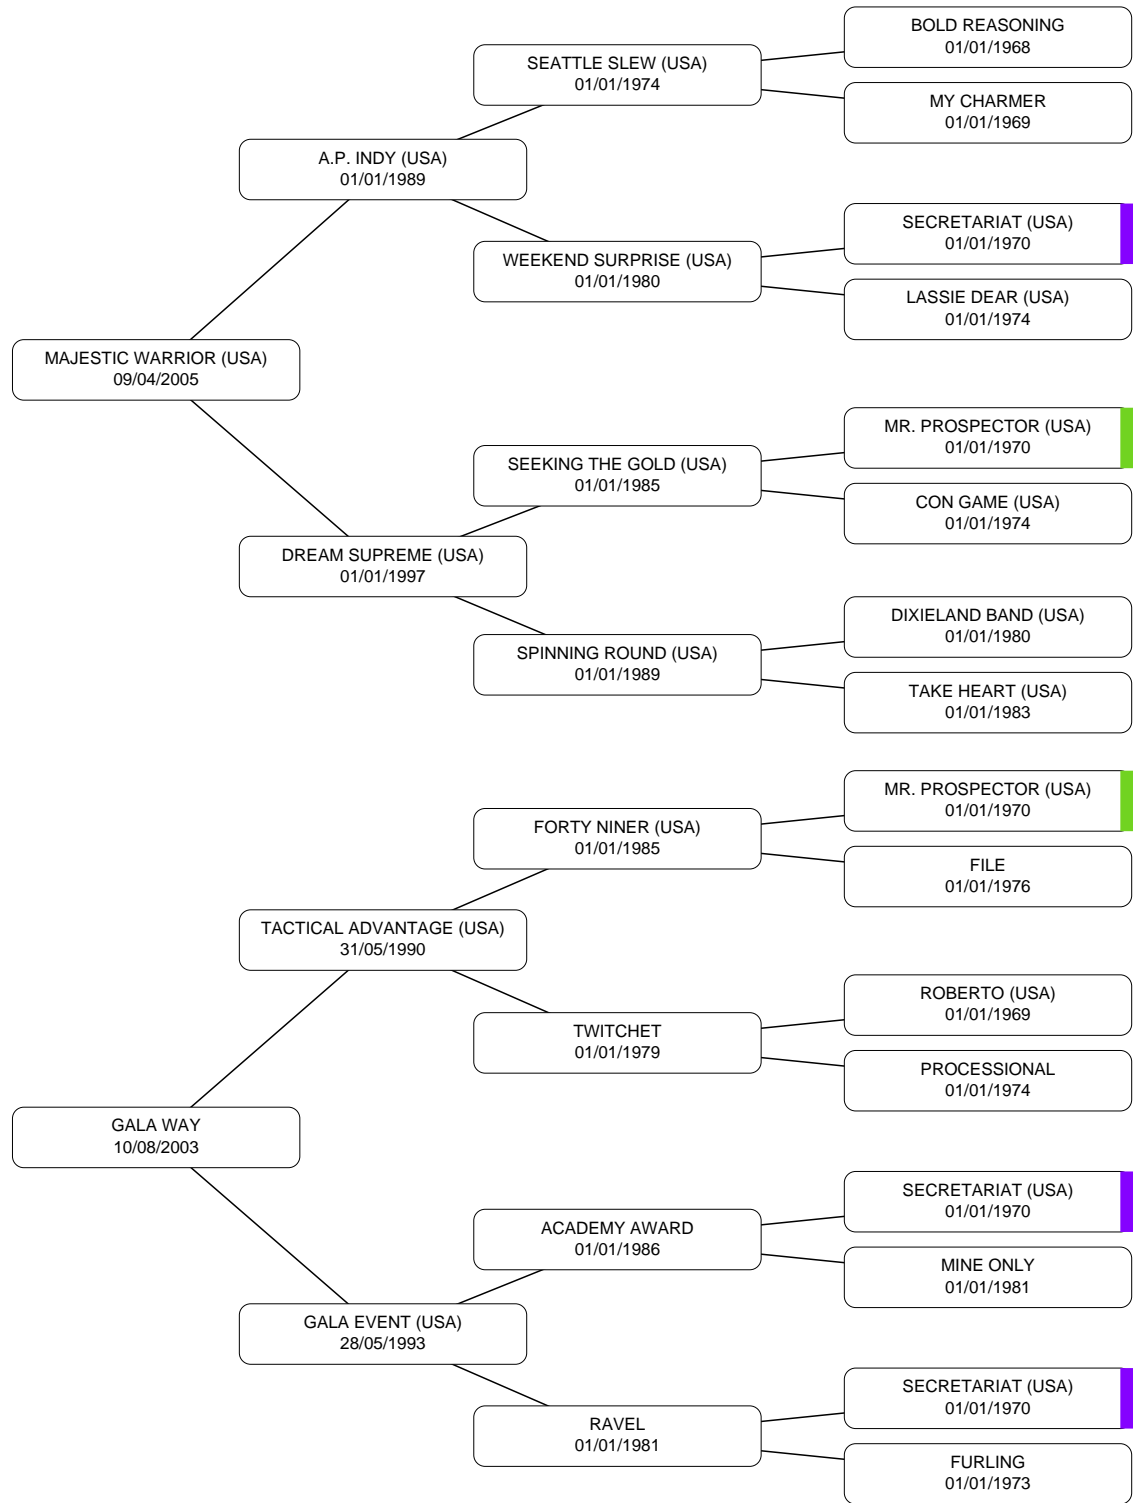 BOLD REASONING
01/01/1968
SEATTLE SLEW (USA)
01/01/1974
MY CHARMER
01/01/1969
A.P. INDY (USA)
01/01/1989
SECRETARIAT (USA)
01/01/1970
WEEKEND SURPRISE (USA)
01/01/1980
LASSIE DEAR (USA)
01/01/1974
MAJESTIC WARRIOR (USA)
09/04/2005
MR. PROSPECTOR (USA)
01/01/1970
SEEKING THE GOLD (USA)
01/01/1985
CON GAME (USA)
01/01/1974
DREAM SUPREME (USA)
01/01/1997
DIXIELAND BAND (USA)
01/01/1980
SPINNING ROUND (USA)
01/01/1989
TAKE HEART (USA)
01/01/1983
MR. PROSPECTOR (USA)
01/01/1970
FORTY NINER (USA)
01/01/1985
FILE
01/01/1976
TACTICAL ADVANTAGE (USA)
31/05/1990
ROBERTO (USA)
01/01/1969
TWITCHET
01/01/1979
PROCESSIONAL
01/01/1974
GALA WAY
10/08/2003
SECRETARIAT (USA)
01/01/1970
ACADEMY AWARD
01/01/1986
MINE ONLY
01/01/1981
GALA EVENT (USA)
28/05/1993
SECRETARIAT (USA)
01/01/1970
RAVEL
01/01/1981
FURLING
01/01/1973